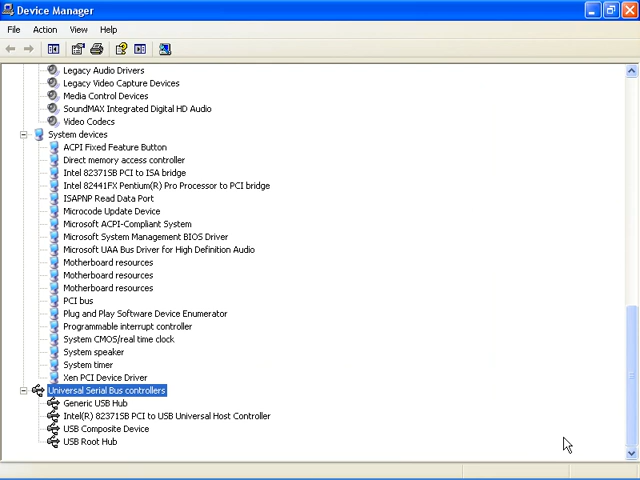 Device Manager
File Action View Help
Legacy Audio Drivers
Legacy Video Capture Devices
Media Control Devices
SoundMAX Integrated Digital HD Audio
Video Codecs
System devices
ACPI Fixed Feature Button
Direct memory access controller
Intel 82371SB PCI to ISA bridge
Intel 82441FX Pentium(R) Pro Processor to PCI bridge
ISAPNP Read Data Port
Microcode Update Device
Microsoft ACPI-Compliant System
Microsoft System Management BIOS Driver
Microsoft UAA Bus Driver for High Definition Audio
Motherboard resources
Motherboard resources
Motherboard resources
PCI bus
Plug and Play Software Device Enumerator
Programmable interrupt controller
System CMOS/real time clock
System speaker
System timer
Xen PCI Device Driver
Universal Serial Bus controllers
Generic USB Hub
Intel(R) 82371SB PCI to USB Universal Host Controller
USB Composite Device
USB Root Hub